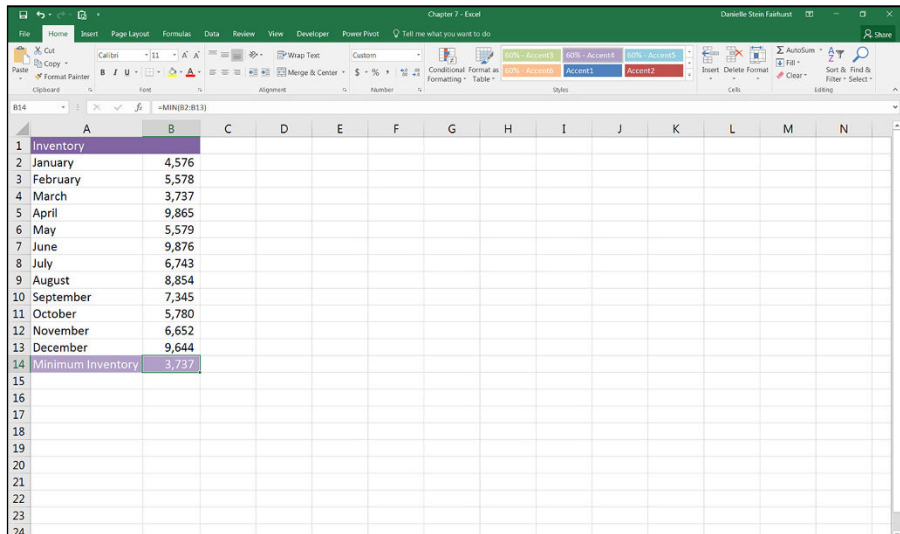 Chapter 7 - Excel Danielle Stein Fairhurst
File Home Insert Page Layout Formulas Data Review View Developer Power Pivot Tell me what you want to do Share
Paste
Cut
Copy
Format Painter
Clipboard
Calibri 11 A A
B I U A
Font
Wrap Text
Merge & Center
Alignment
Custom
$ % ,
Number
Conditional Formatting
Format as Table
60% - Accent3 60% - Accent4 60% - Accent5
60% - Accent6 Accent1 Accent2
Styles
Insert Delete Format
Cells
AutoSum
Fill
Clear
Sort & Filter
Find & Select
Editing
B14 fx =MIN(B2:B13)
A B C D E F G H I J K L M N
1 Inventory
2 January 4,576
3 February 5,578
4 March 3,737
5 April 9,865
6 May 5,579
7 June 9,876
8 July 6,743
9 August 8,854
10 September 7,345
11 October 5,780
12 November 6,652
13 December 9,644
14 Minimum Inventory 3,737
15
16
17
18
19
20
21
22
23
24